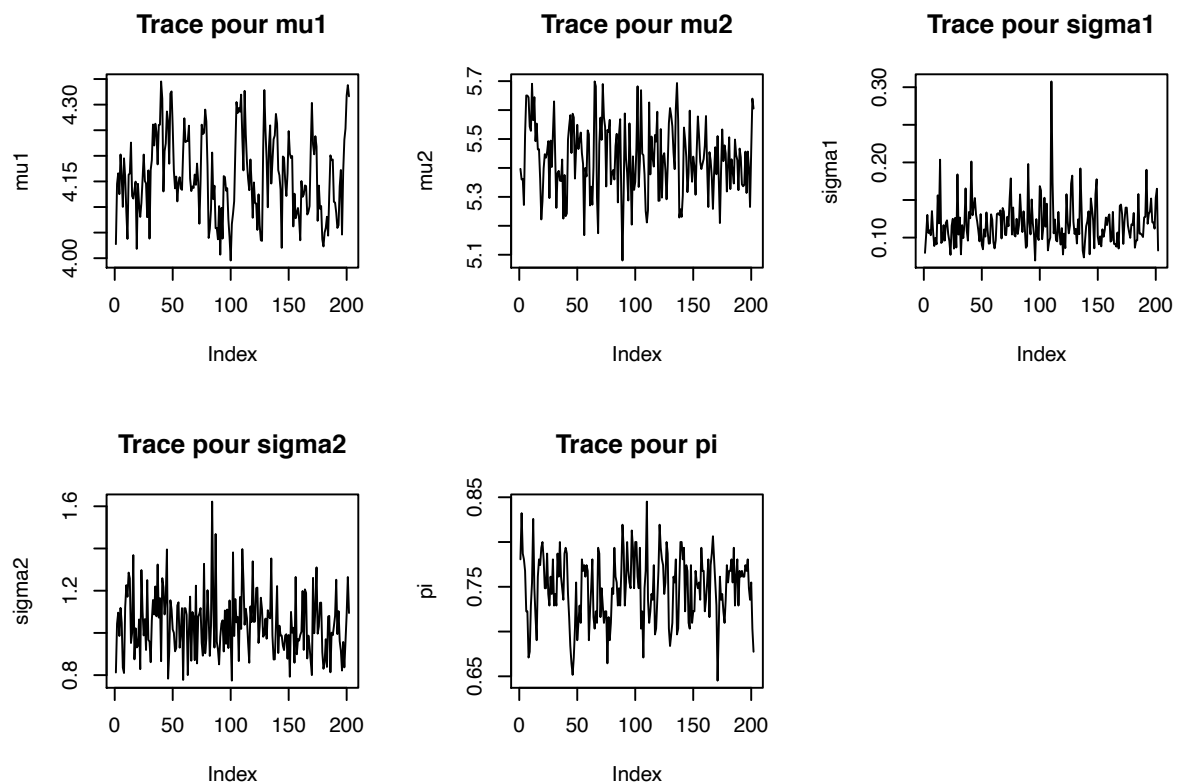 Trace pour mu1
mu1
4.00 4.15 4.30
0 50 100 150 200
Index
Trace pour mu2
mu2
5.1 5.3 5.5 5.7
0 50 100 150 200
Index
Trace pour sigma1
sigma1
0.10 0.20 0.30
0 50 100 150 200
Index
Trace pour sigma2
sigma2
0.8 1.2 1.6
0 50 100 150 200
Index
Trace pour pi
pi
0.65 0.75 0.85
0 50 100 150 200
Index